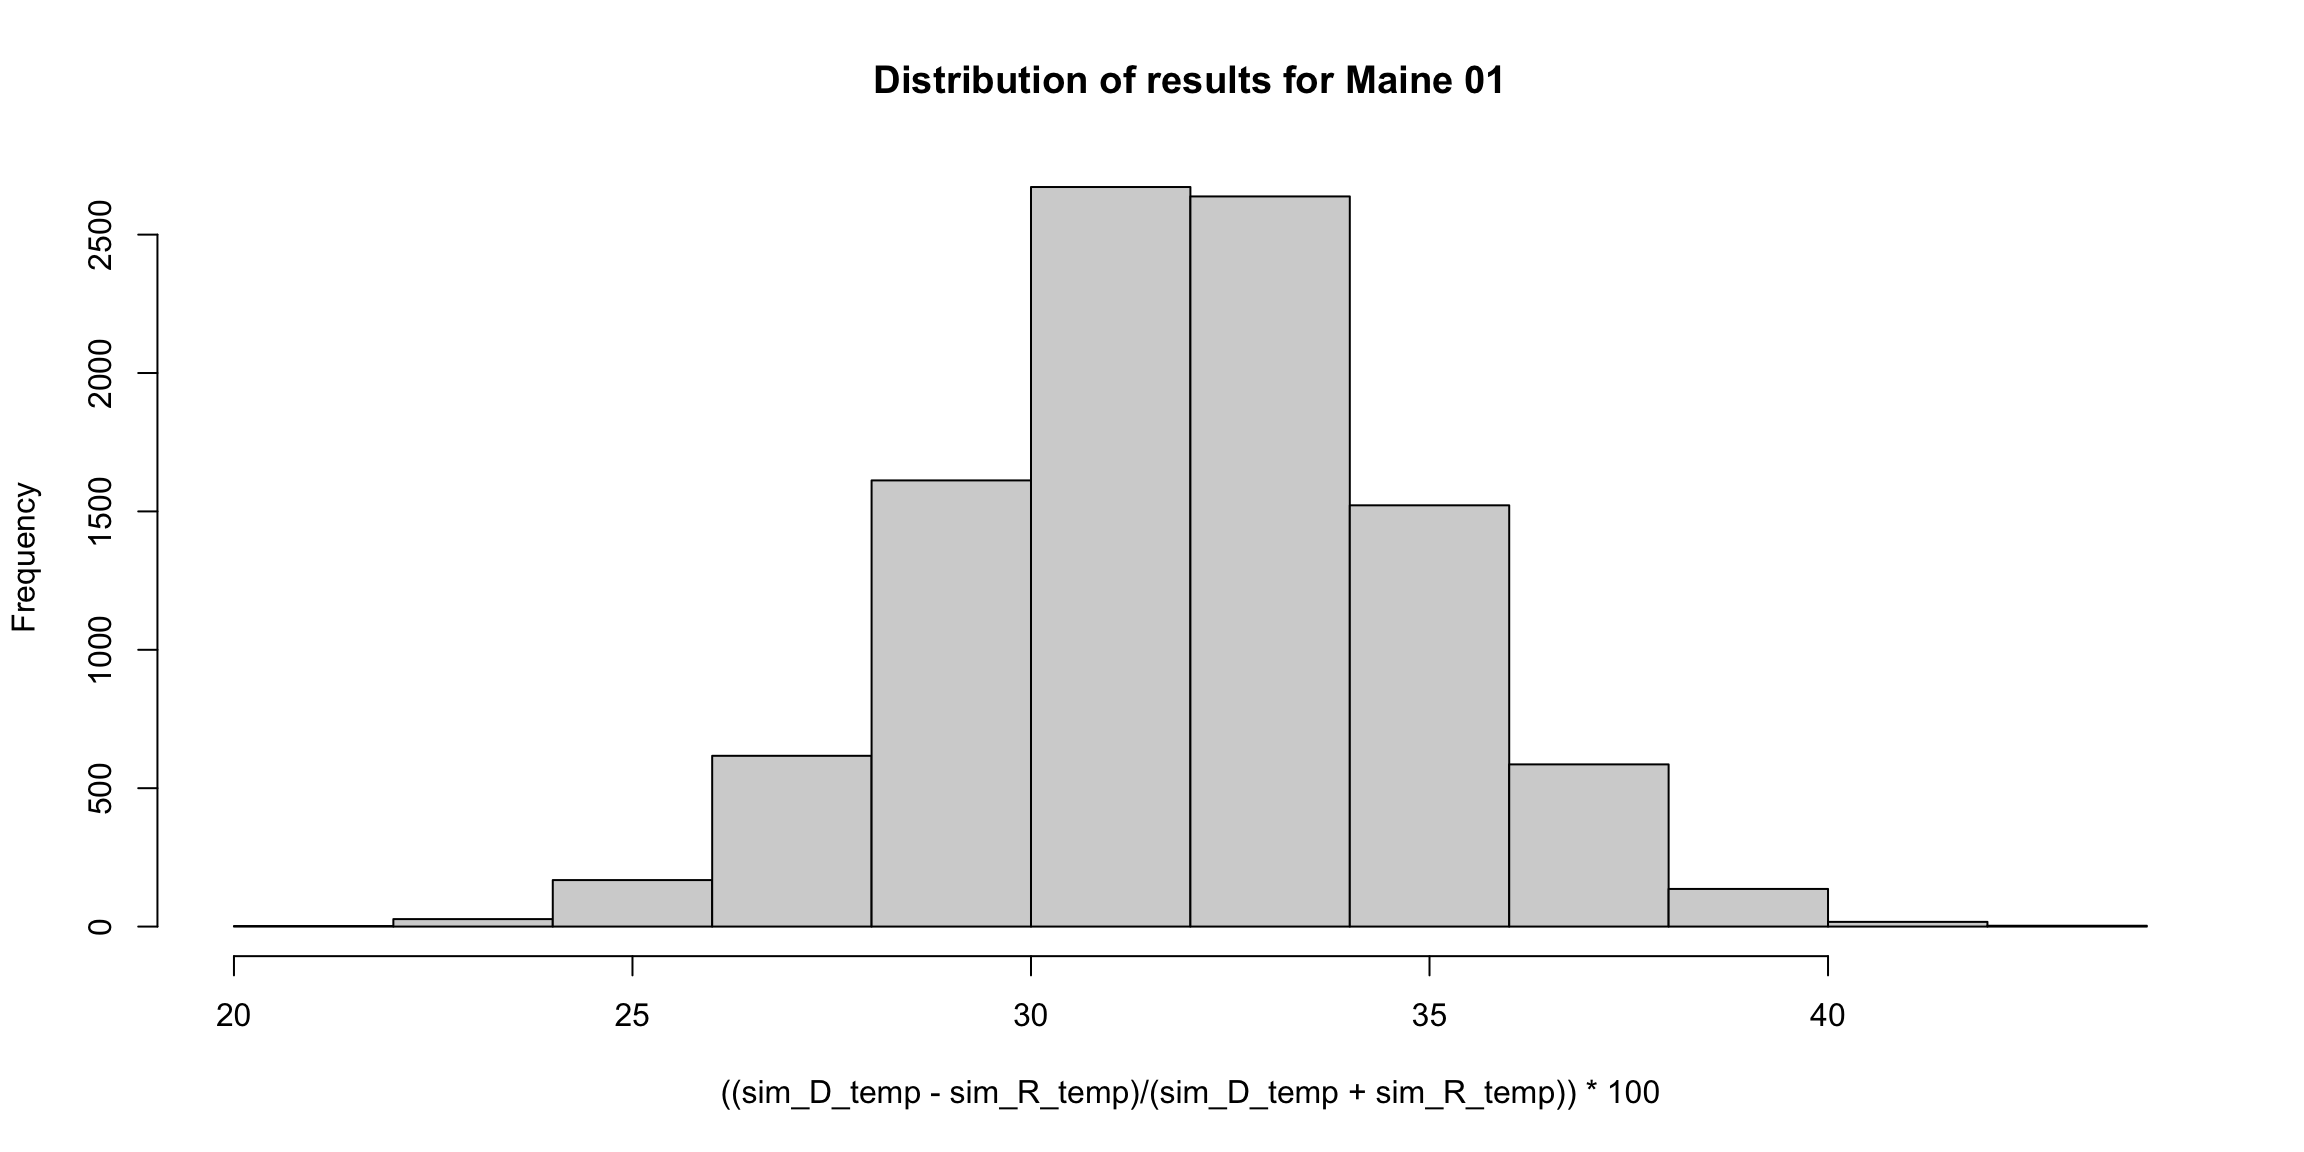 Distribution of results for Maine 01
Frequency
2500
2000
1500
1000
500
0
20 25 30 35 40
((sim_D_temp - sim_R_temp)/(sim_D_temp + sim_R_temp)) * 100